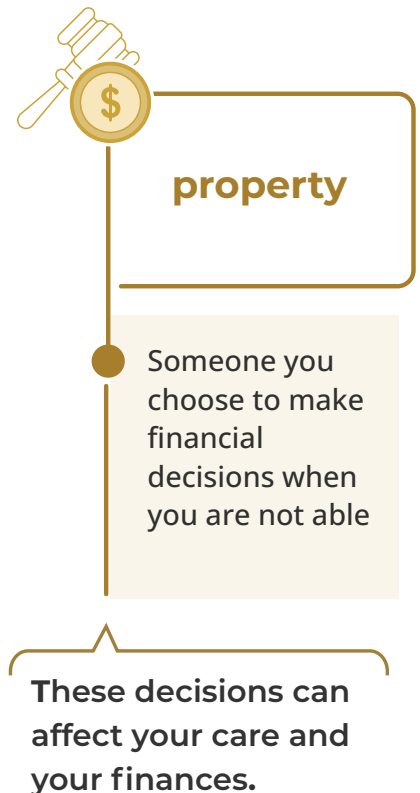 $
property
Someone you
choose to make
financial
decisions when
you are not able
These decisions can
affect your care and
your finances.